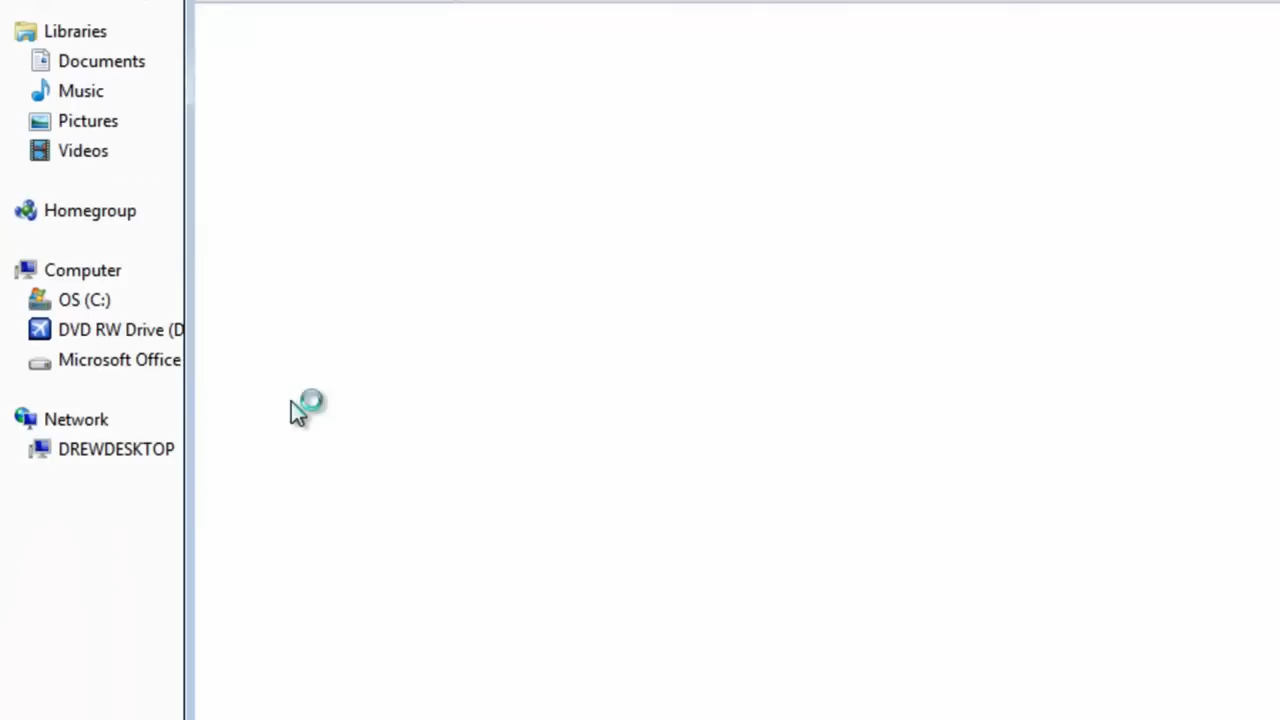 Libraries
Documents
Music
Pictures
Videos
Homegroup
Computer
OS (C:)
DVD RW Drive (D
Microsoft Office
Network
DREWDESKTOP